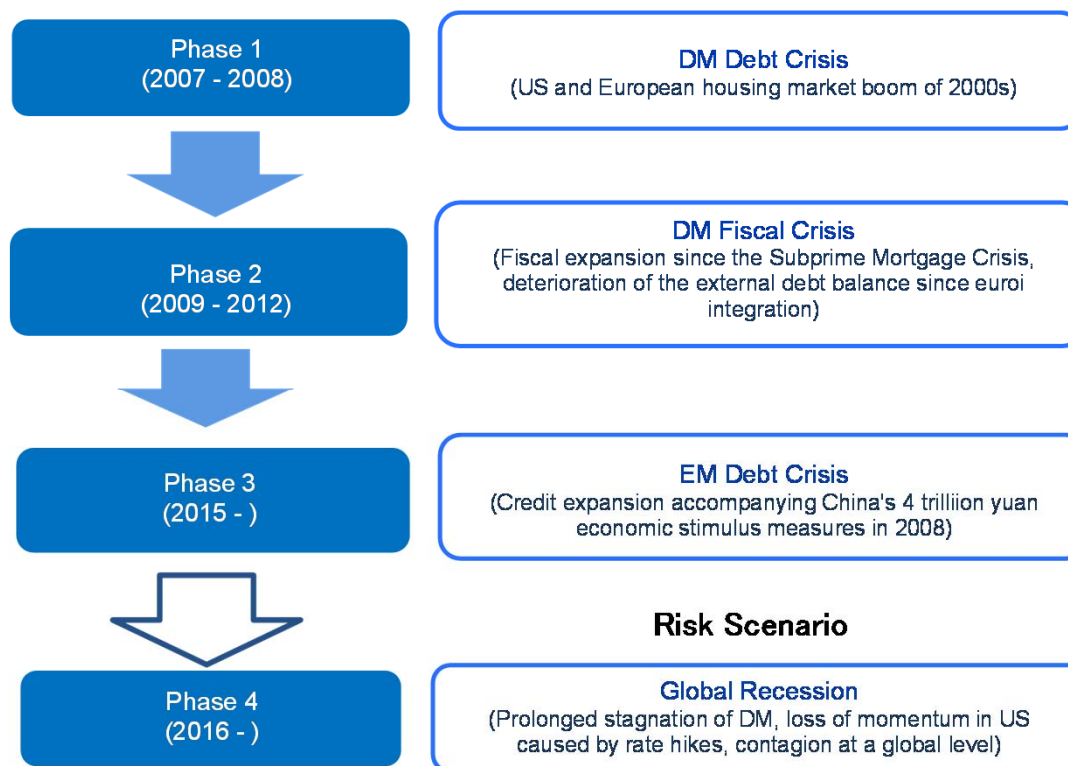 Phase 1
(2007 - 2008)
DM Debt Crisis
(US and European housing market boom of 2000s)
Phase 2
(2009 - 2012)
DM Fiscal Crisis
(Fiscal expansion since the Subprime Mortgage Crisis,
deterioration of the external debt balance since euroi
integration)
Phase 3
(2015 - )
EM Debt Crisis
(Credit expansion accompanying China's 4 trilliion yuan
economic stimulus measures in 2008)
Risk Scenario
Phase 4
(2016 - )
Global Recession
(Prolonged stagnation of DM, loss of momentum in US
caused by rate hikes, contagion at a global level)